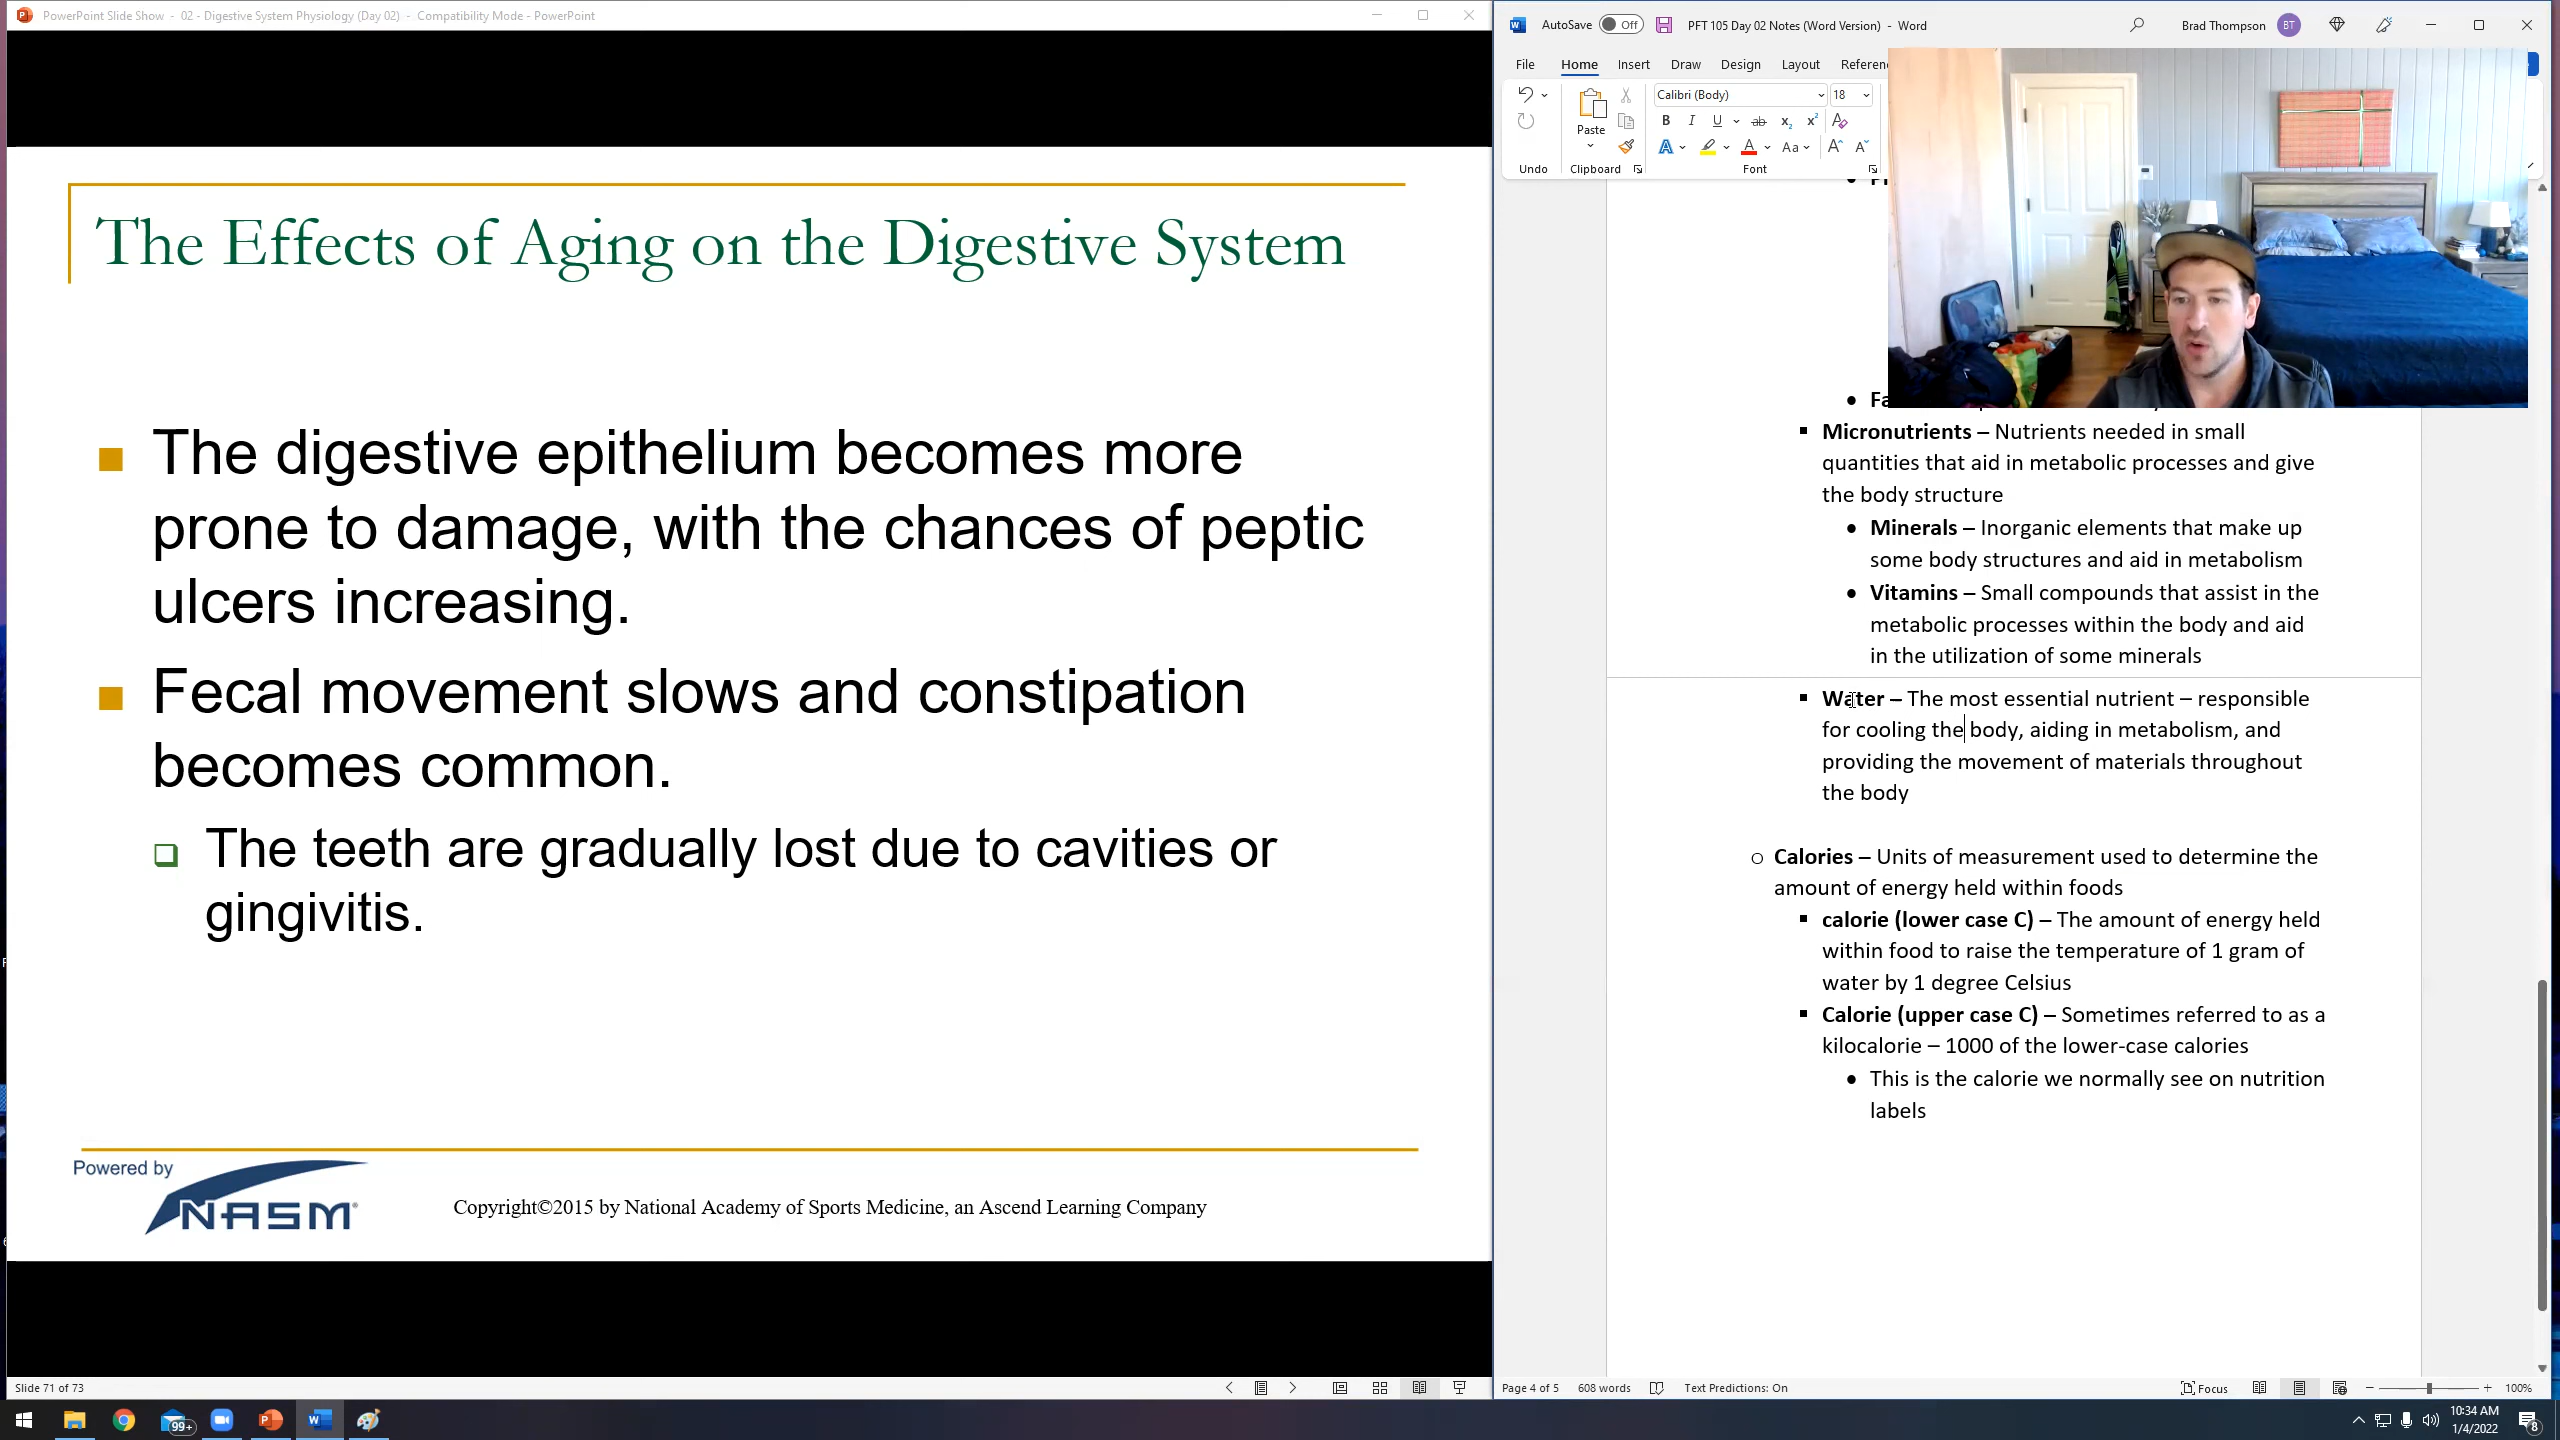 PowerPoint Slide Show - 02 - Digestive System Physiology (Day 02) - Compatibility Mode - PowerPoint
The Effects of Aging on the Digestive System
The digestive epithelium becomes more
prone to damage, with the chances of peptic
ulcers increasing.
Fecal movement slows and constipation
becomes common.
The teeth are gradually lost due to cavities or
gingivitis.
Powered by
NASM
Copyright©2015 by National Academy of Sports Medicine, an Ascend Learning Company
Slide 71 of 73
AutoSave Off PFT 105 Day 02 Notes (Word Version) - Word Brad Thompson BT
File Home Insert Draw Design Layout
Calibri (Body) 18
Paste
Undo Clipboard Font
Micronutrients – Nutrients needed in small
quantities that aid in metabolic processes and give
the body structure
Minerals – Inorganic elements that make up
some body structures and aid in metabolism
Vitamins – Small compounds that assist in the
metabolic processes within the body and aid
in the utilization of some minerals
Water – The most essential nutrient – responsible
for cooling the body, aiding in metabolism, and
providing the movement of materials throughout
the body
Calories – Units of measurement used to determine the
amount of energy held within foods
calorie (lower case C) – The amount of energy held
within food to raise the temperature of 1 gram of
water by 1 degree Celsius
Calorie (upper case C) – Sometimes referred to as a
kilocalorie – 1000 of the lower-case calories
This is the calorie we normally see on nutrition
labels
Page 4 of 5 608 words Text Predictions: On Focus 100%
99+
10:34 AM
1/4/2022
8